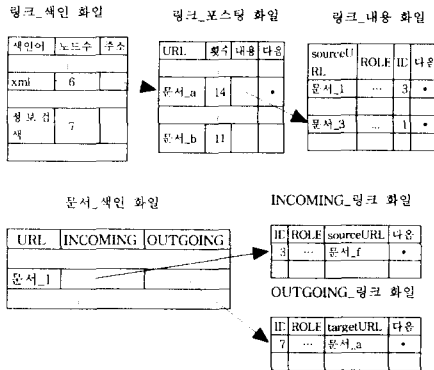 링크_색인 화일 링크_포스팅 화일 링크_내용 화일
색인어 노드수 주소
xml 6
정보검
색 7
URL 횟수 내용 다음
문서_a 14 •
문서_b 11
sourceU
RL ROLE ID 다음
문서_1 ... 3 •
문서_3 ... 1 •
문서_색인 화일
URL INCOMING OUTGOING
문서_1
INCOMING_링크 화일
ID ROLE sourceURL 다음
3 ... 문서_f •
OUTGOING_링크 화일
ID ROLE targetURL 다음
7 ... 문서_a •